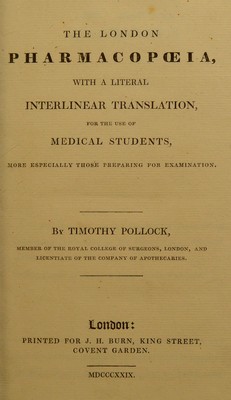 THE LONDON
PHARMACOPŒIA,
WITH A LITERAL
INTERLINEAR TRANSLATION,
FOR THE USE OF
MEDICAL STUDENTS,
MORE ESPECIALLY THOSE PREPARING FOR EXAMINATION.
BY TIMOTHY POLLOCK,
MEMBER OF THE ROYAL COLLEGE OF SURGEONS, LONDON, AND
LICENTIATE OF THE COMPANY OF APOTHECARIES.
London:
PRINTED FOR J. H. BURN, KING STREET,
COVENT GARDEN.
MDCCCXXIX.